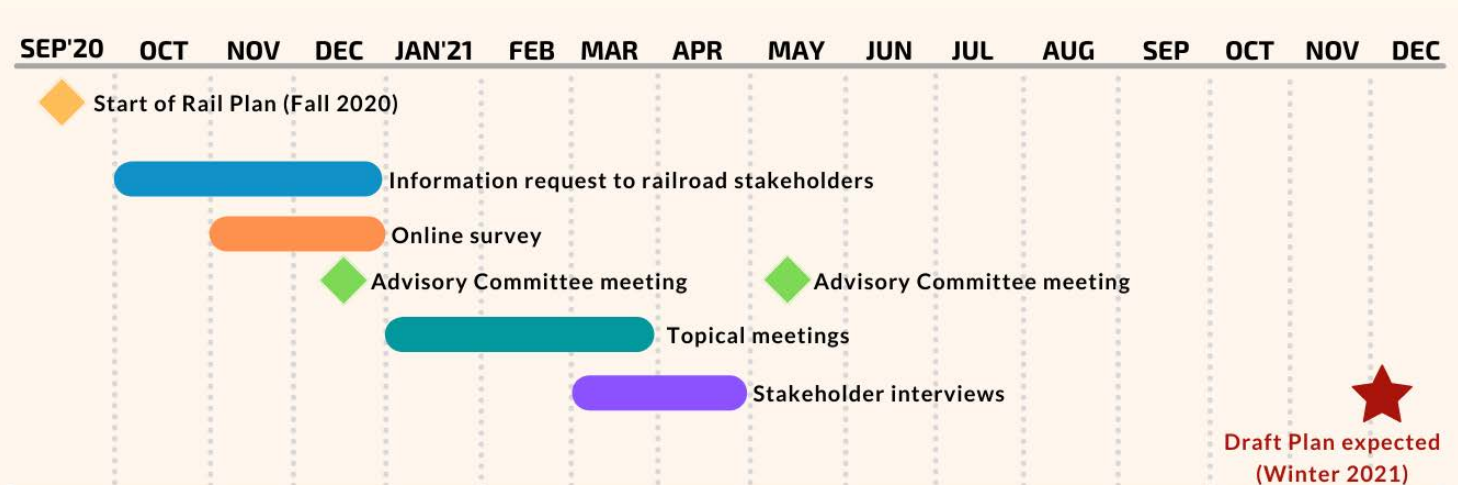 SEP'20 OCT NOV DEC JAN'21 FEB MAR APR MAY JUN JUL AUG SEP OCT NOV DEC
Start of Rail Plan (Fall 2020)
Information request to railroad stakeholders
Online survey
Advisory Committee meeting Advisory Committee meeting
Topical meetings
Stakeholder interviews
Draft Plan expected
(Winter 2021)